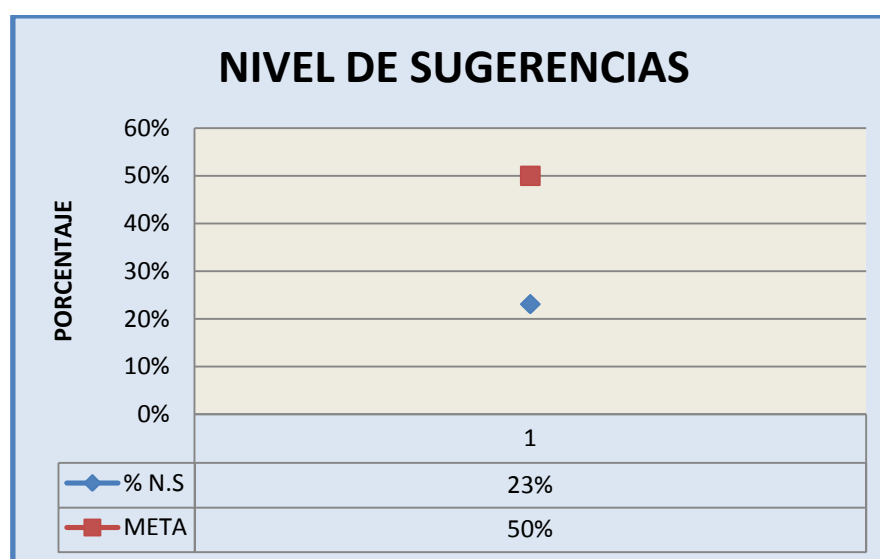 NIVEL DE SUGERENCIAS
60%
50%
40%
30%
20%
10%
0%
PORCENTAJE
1
% N.S 23%
META 50%